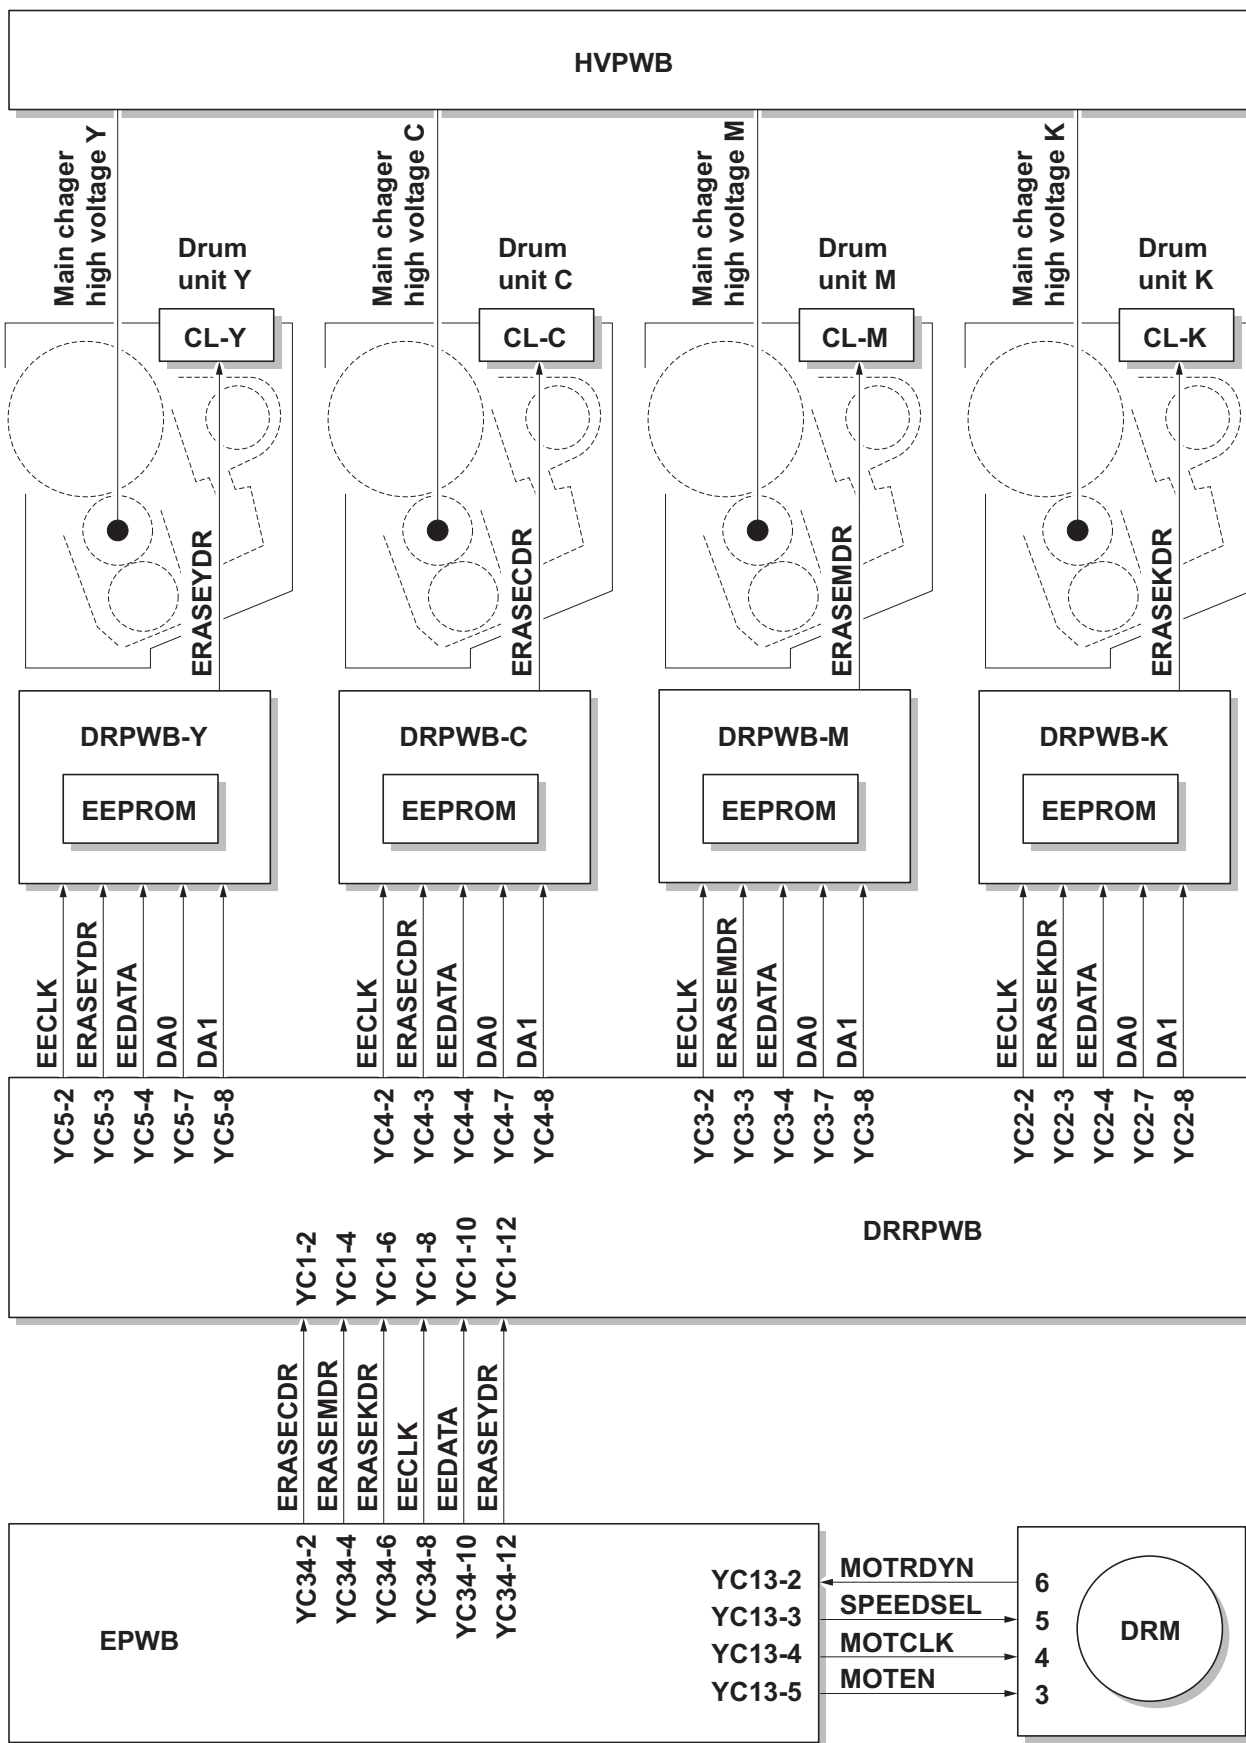 HVPWB
Main chager
high voltage Y
Main chager
high voltage C
Main chager
high voltage M
Main chager
high voltage K
Drum
unit Y
Drum
unit C
Drum
unit M
Drum
unit K
CL-Y
CL-C
CL-M
CL-K
ERASEYDR
ERASECDR
ERASEMDR
ERASEKDR
DRPWB-Y
DRPWB-C
DRPWB-M
DRPWB-K
EEPROM
EEPROM
EEPROM
EEPROM
EECLK
ERASEYDR
EEDATA
DA0
DA1
EECLK
ERASECDR
EEDATA
DA0
DA1
EECLK
ERASEMDR
EEDATA
DA0
DA1
EECLK
ERASEKDR
EEDATA
DA0
DA1
YC5-2
YC5-3
YC5-4
YC5-7
YC5-8
YC4-2
YC4-3
YC4-4
YC4-7
YC4-8
YC3-2
YC3-3
YC3-4
YC3-7
YC3-8
YC2-2
YC2-3
YC2-4
YC2-7
YC2-8
DRRPWB
YC1-2
YC1-4
YC1-6
YC1-8
YC1-10
YC1-12
ERASECDR
ERASEMDR
ERASEKDR
EECLK
EEDATA
ERASEYDR
YC34-2
YC34-4
YC34-6
YC34-8
YC34-10
YC34-12
EPWB
YC13-2
MOTRDYN
6
YC13-3
SPEEDSEL
5
YC13-4
MOTCLK
4
YC13-5
MOTEN
3
DRM